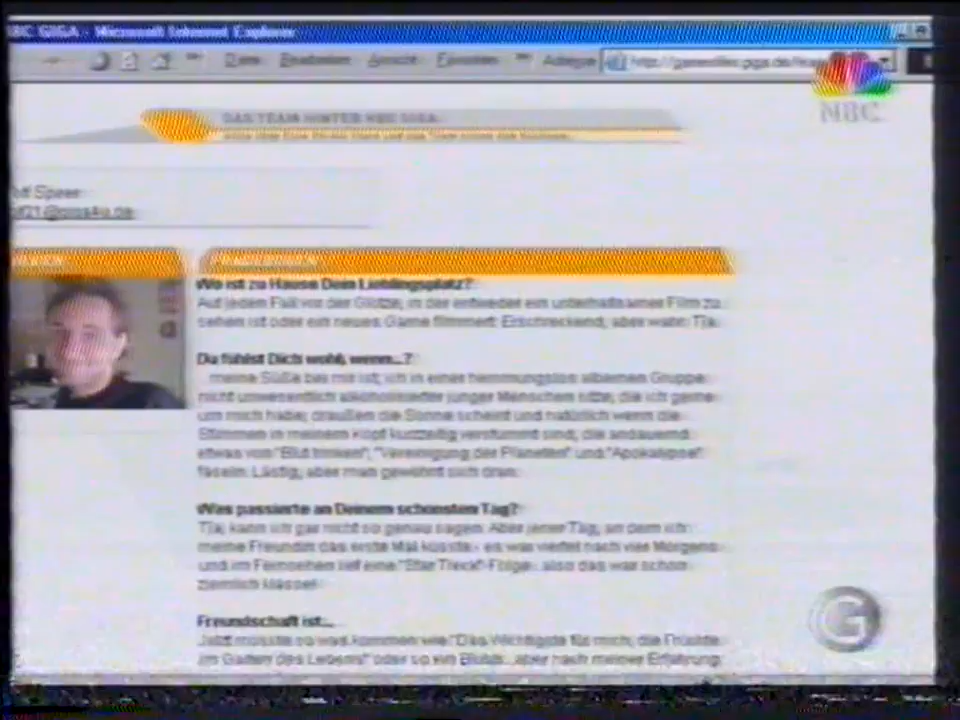 NBC GIGA - Microsoft Internet Explorer
Datei Bearbeiten Ansicht Favoriten Adresse
NBC
DAS TEAM HINTER NBC GIGA
Speer
Wo ist zu Hause Dein Lieblingsplatz?
Auf jeden Fall vor der Glotze, in der entweder ein unterhaltsamer Film zu
sehen ist oder ein neues Game flimmert. Erschreckend, aber wahr. Tja.
Du fühlst Dich wohl, wenn...?
...meine Süße bei mir ist, ich in einer hemmungslos albernen Gruppe
nicht unwesentlich alkoholisierter junger Menschen sitze, die ich gerne
um mich habe, draußen die Sonne scheint und natürlich wenn die
Stimmen in meinem Kopf kurzzeitig verstummt sind, die andauernd
etwas von "Blut trinken", "Vereinigung der Planeten" und "Apokalypse"
faseln. Lästig, aber man gewöhnt sich dran.
Was passierte an Deinem schönsten Tag?
Tja, kann ich gar nicht so genau sagen. Aber jener Tag, an dem ich
meine Freundin das erste Mal küsste - es war viertel nach vier Morgens
und im Fernsehen lief eine "Star Treck"-Folge - also das war schon
ziemlich klasse!
Freundschaft ist...
Jetzt müsste so was kommen wie "Das Wichtigste für mich, die Früchte
im Garten des Lebens" oder so ein Blabla...aber nach meiner Erfahrung
G